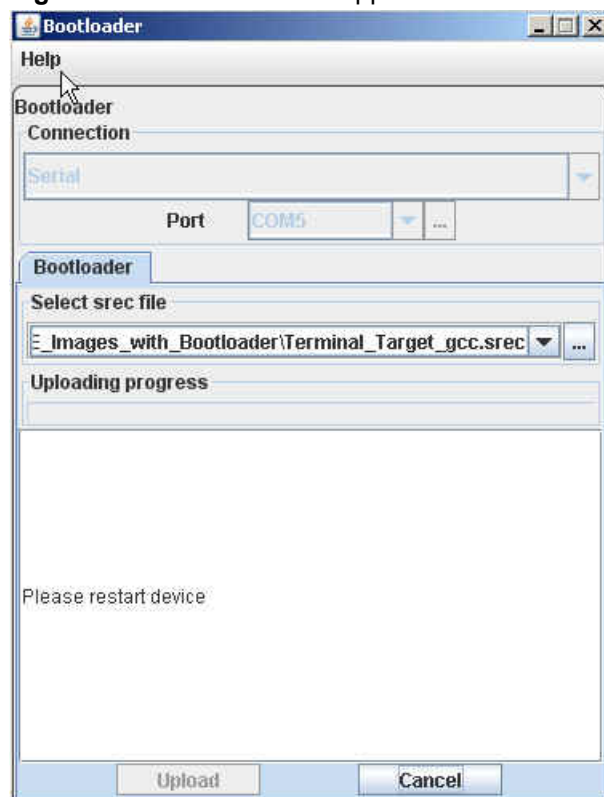 Bootloader
Help
Bootloader
Connection
Serial
Port COM5 ...
Bootloader
Select srec file
E_Images_with_Bootloader\Terminal_Target_gcc.srec ...
Uploading progress
Please restart device
Upload Cancel